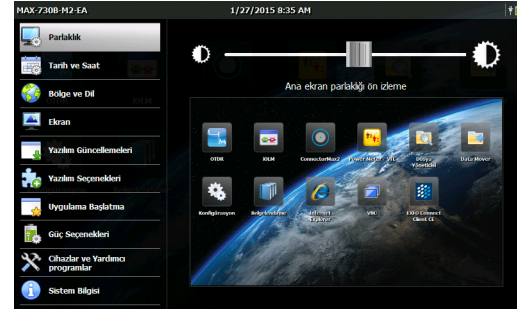 MAX-730B-M2-EA
1/27/2015 8:35 AM
Parlaklık
Tarih ve Saat
Bölge ve Dil
Ekran
Yazılım Güncellemeleri
Yazılım Seçenekleri
Uygulama Başlatma
Güç Seçenekleri
Cihazlar ve Yardımcı
programlar
Sistem Bilgisi
Ana ekran parlaklığı ön izleme
OTDR
IOLM
ConnectorMax2
Power Meter - VFL
Dosya
Yöneticisi
Data Mover
Konfigürasyon
Belgelendirme
Internet
Explorer
VNC
EXFO Connect
Client CE